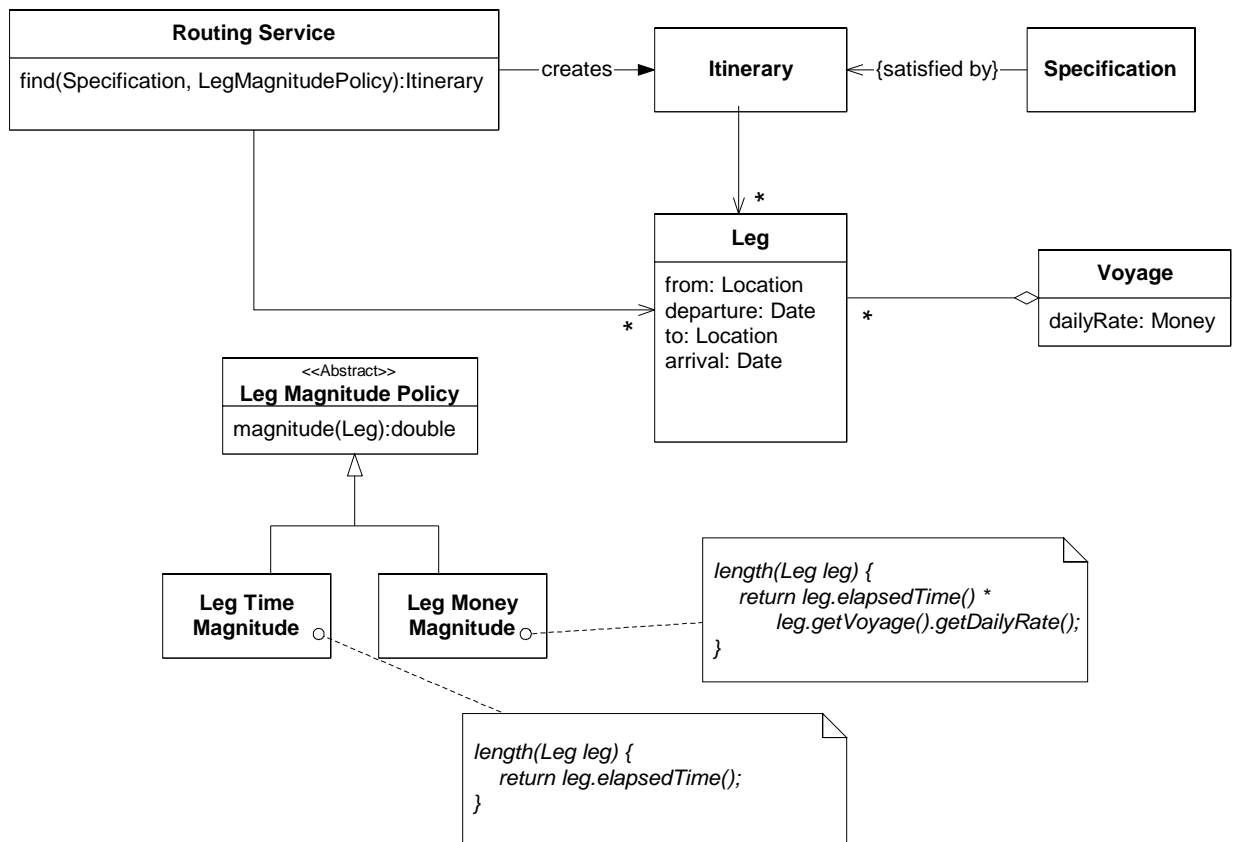 Routing Service
find(Specification, LegMagnitudePolicy):Itinerary
creates
Itinerary
{satisfied by}
Specification
*
Leg
from: Location
departure: Date
to: Location
arrival: Date
*
*
Voyage
dailyRate: Money
<<Abstract>>
Leg Magnitude Policy
magnitude(Leg):double
Leg Time
Magnitude
Leg Money
Magnitude
length(Leg leg) {
return leg.elapsedTime() *
leg.getVoyage().getDailyRate();
}
length(Leg leg) {
return leg.elapsedTime();
}